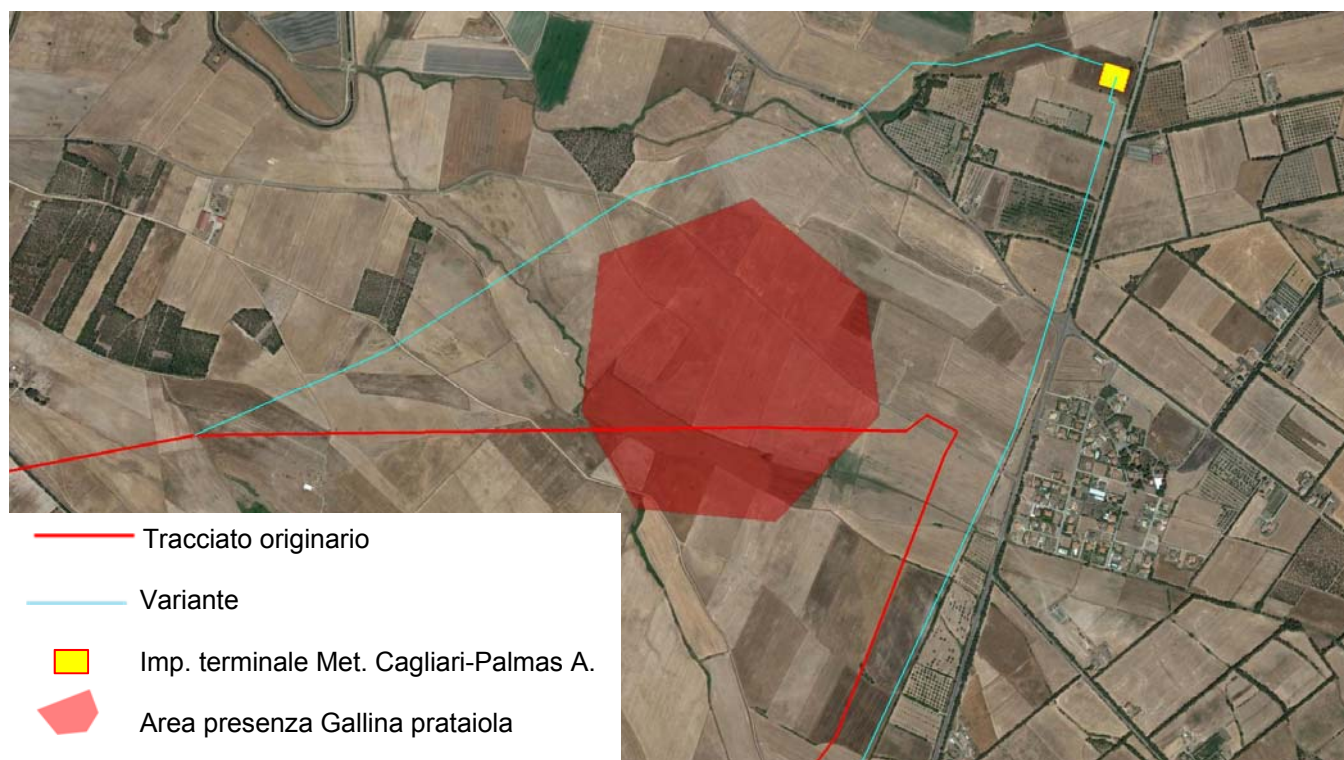 Tracciato originario
Variante
Imp. terminale Met. Cagliari-Palmas A.
Area presenza Gallina prataiola